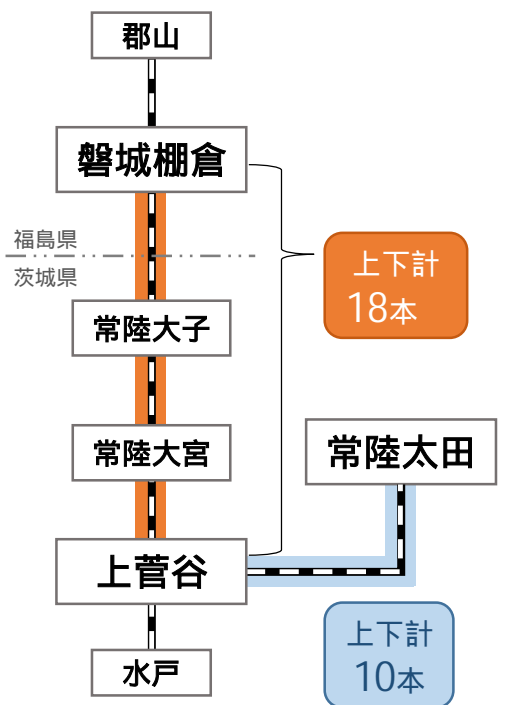 郡山
磐城棚倉
福島県
茨城県
上下計
18本
常陸大子
常陸大宮
常陸太田
上菅谷
上下計
10本
水戸